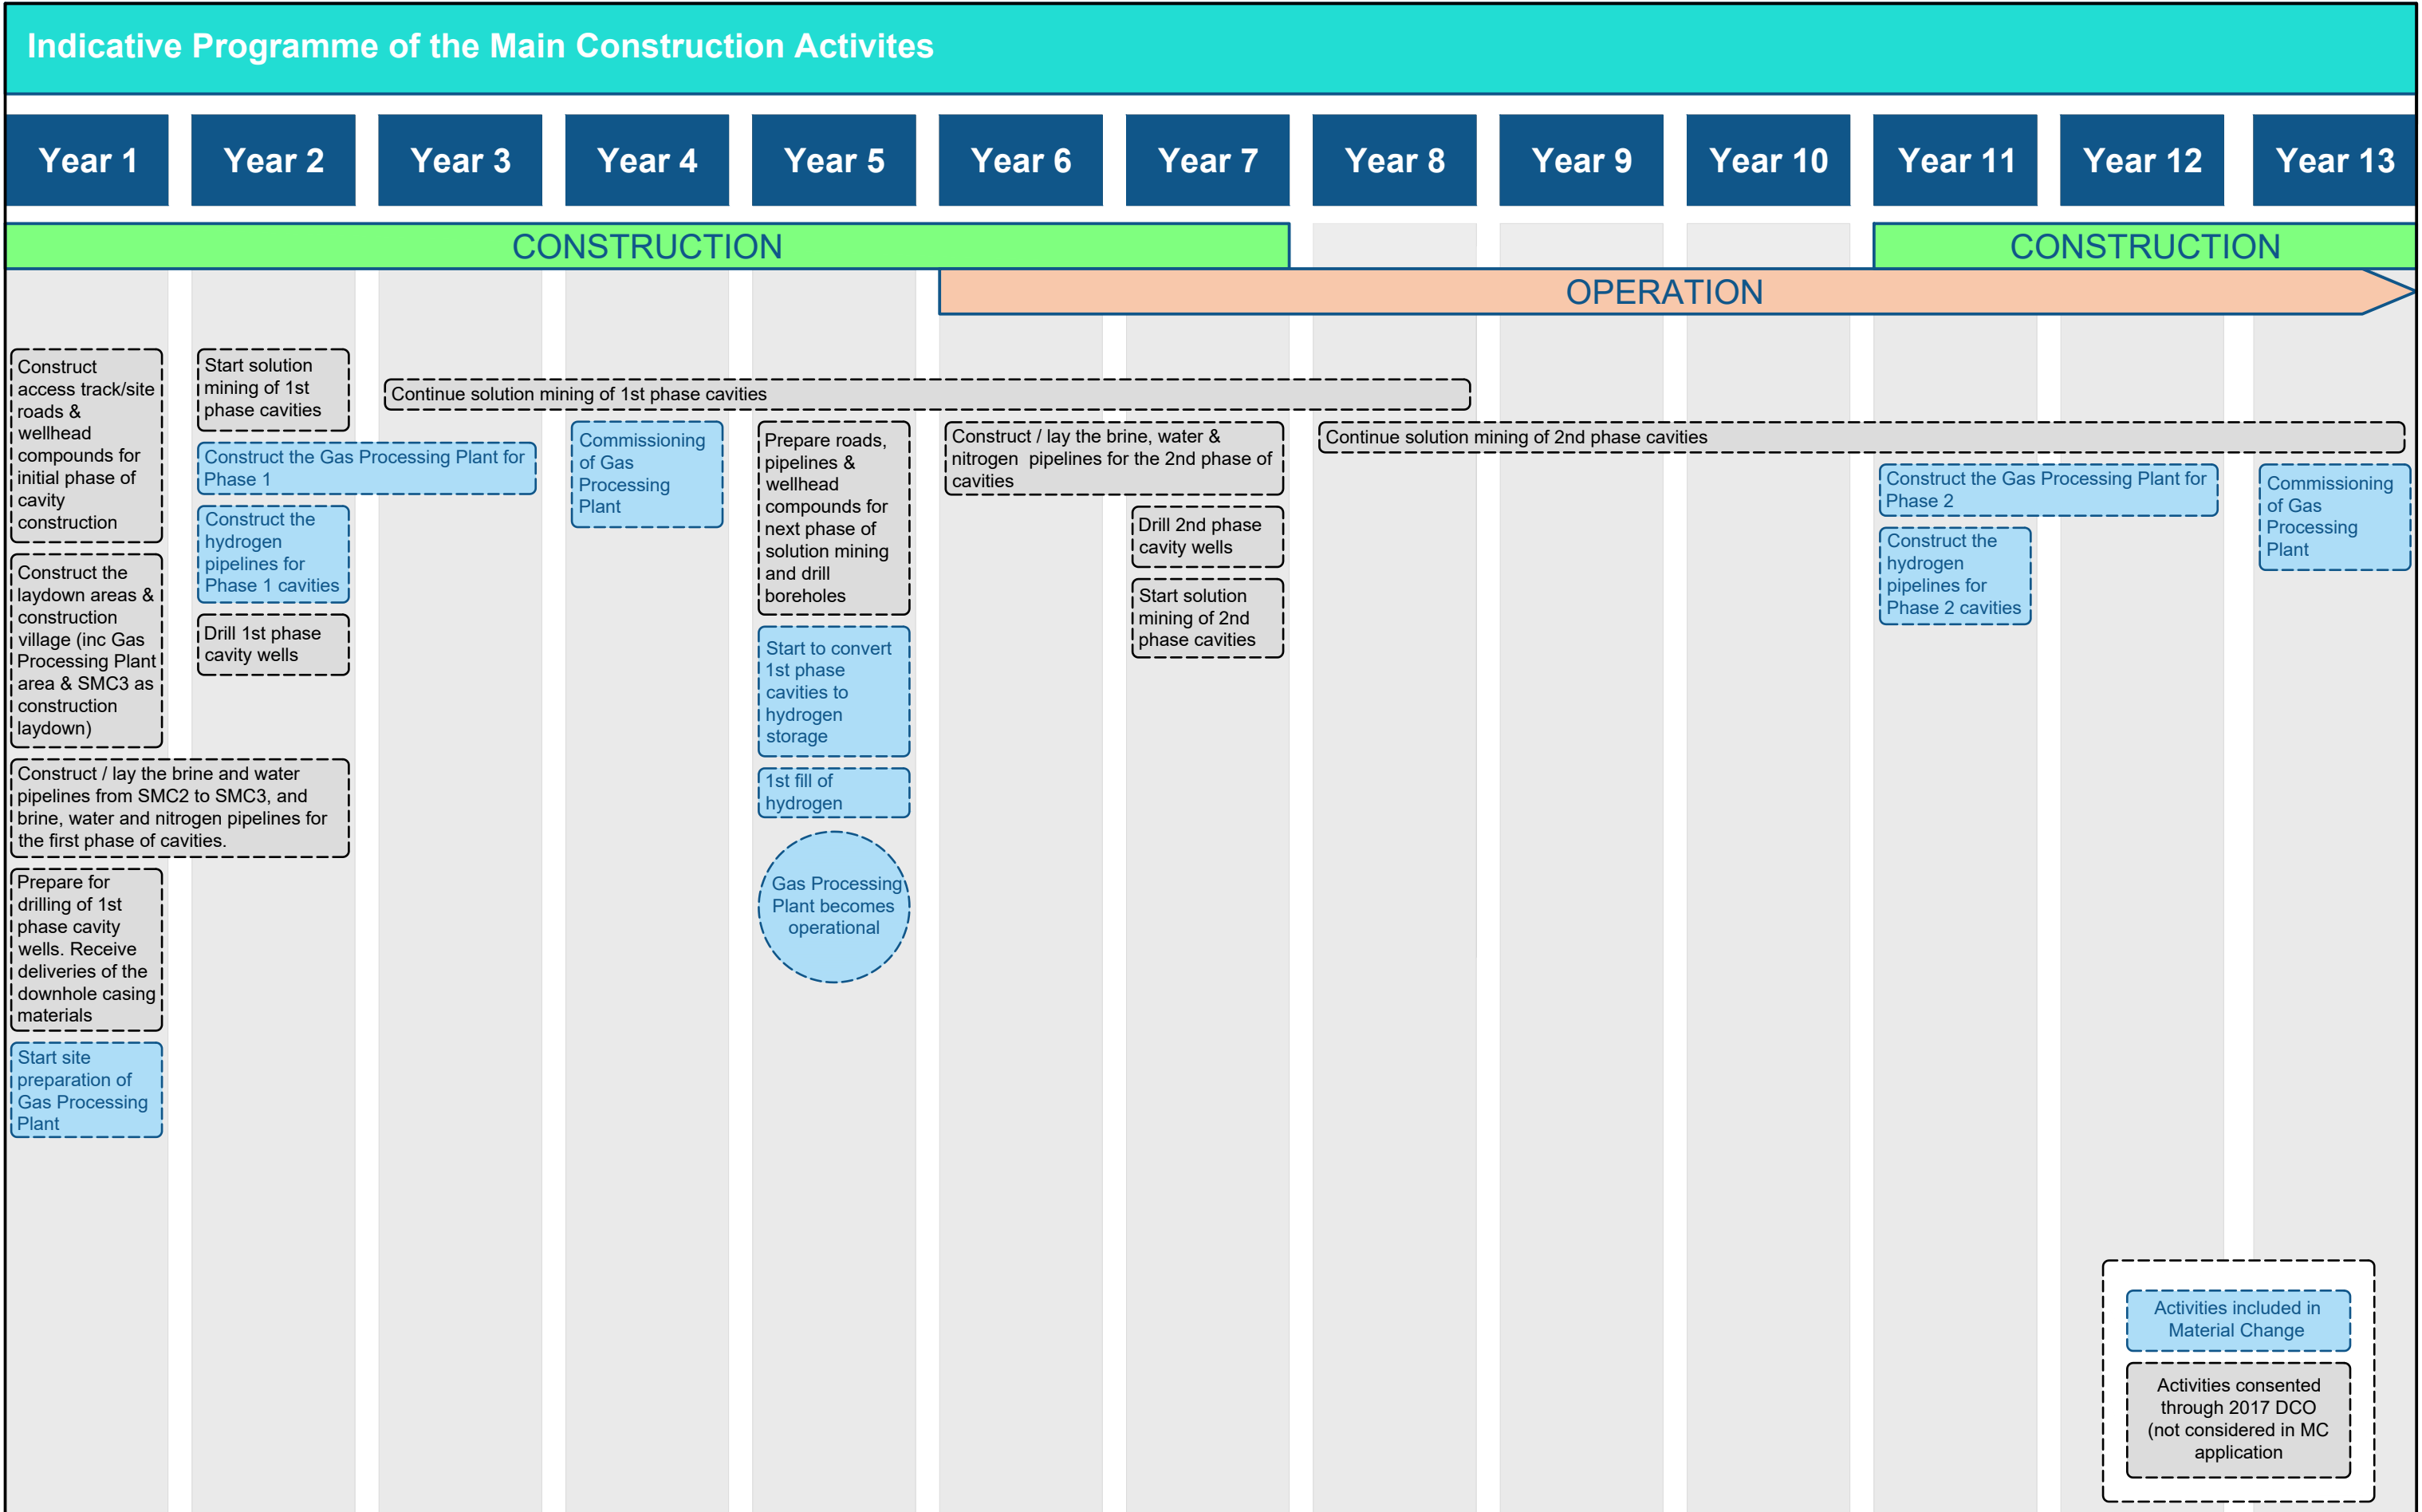 Indicative Programme of the Main Construction Activites
Year 1
Year 2
Year 3
Year 4
Year 5
Year 6
Year 7
Year 8
Year 9
Year 10
Year 11
Year 12
Year 13
CONSTRUCTION
CONSTRUCTION
OPERATION
Construct
access track/site
roads &
wellhead
compounds for
initial phase of
cavity
construction
Construct the
laydown areas &
construction
village (inc Gas
Processing Plant
area & SMC3 as
construction
laydown)
Construct / lay the brine and water
pipelines from SMC2 to SMC3, and
brine, water and nitrogen pipelines for
the first phase of cavities.
Prepare for
drilling of 1st
phase cavity
wells. Receive
deliveries of the
downhole casing
materials
Start site
preparation of
Gas Processing
Plant
Start solution
mining of 1st
phase cavities
Construct the Gas Processing Plant for
Phase 1
Construct the
hydrogen
pipelines for
Phase 1 cavities
Drill 1st phase
cavity wells
Continue solution mining of 1st phase cavities
Commissioning
of Gas
Processing
Plant
Prepare roads,
pipelines &
wellhead
compounds for
next phase of
solution mining
and drill
boreholes
Start to convert
1st phase
cavities to
hydrogen
storage
1st fill of
hydrogen
Gas Processing
Plant becomes
operational
Construct / lay the brine, water &
nitrogen  pipelines for the 2nd phase of
cavities
Drill 2nd phase
cavity wells
Start solution
mining of 2nd
phase cavities
Continue solution mining of 2nd phase cavities
Construct the Gas Processing Plant for
Phase 2
Construct the
hydrogen
pipelines for
Phase 2 cavities
Commissioning
of Gas
Processing
Plant
Activities included in
Material Change
Activities consented
through 2017 DCO
(not considered in MC
application